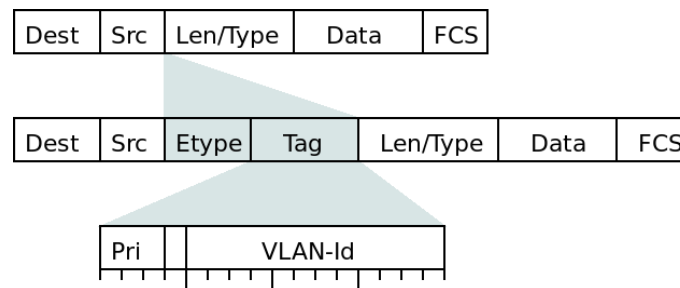 Dest Src Len/Type Data FCS
Dest Src Etype Tag Len/Type Data FCS
Pri VLAN-Id